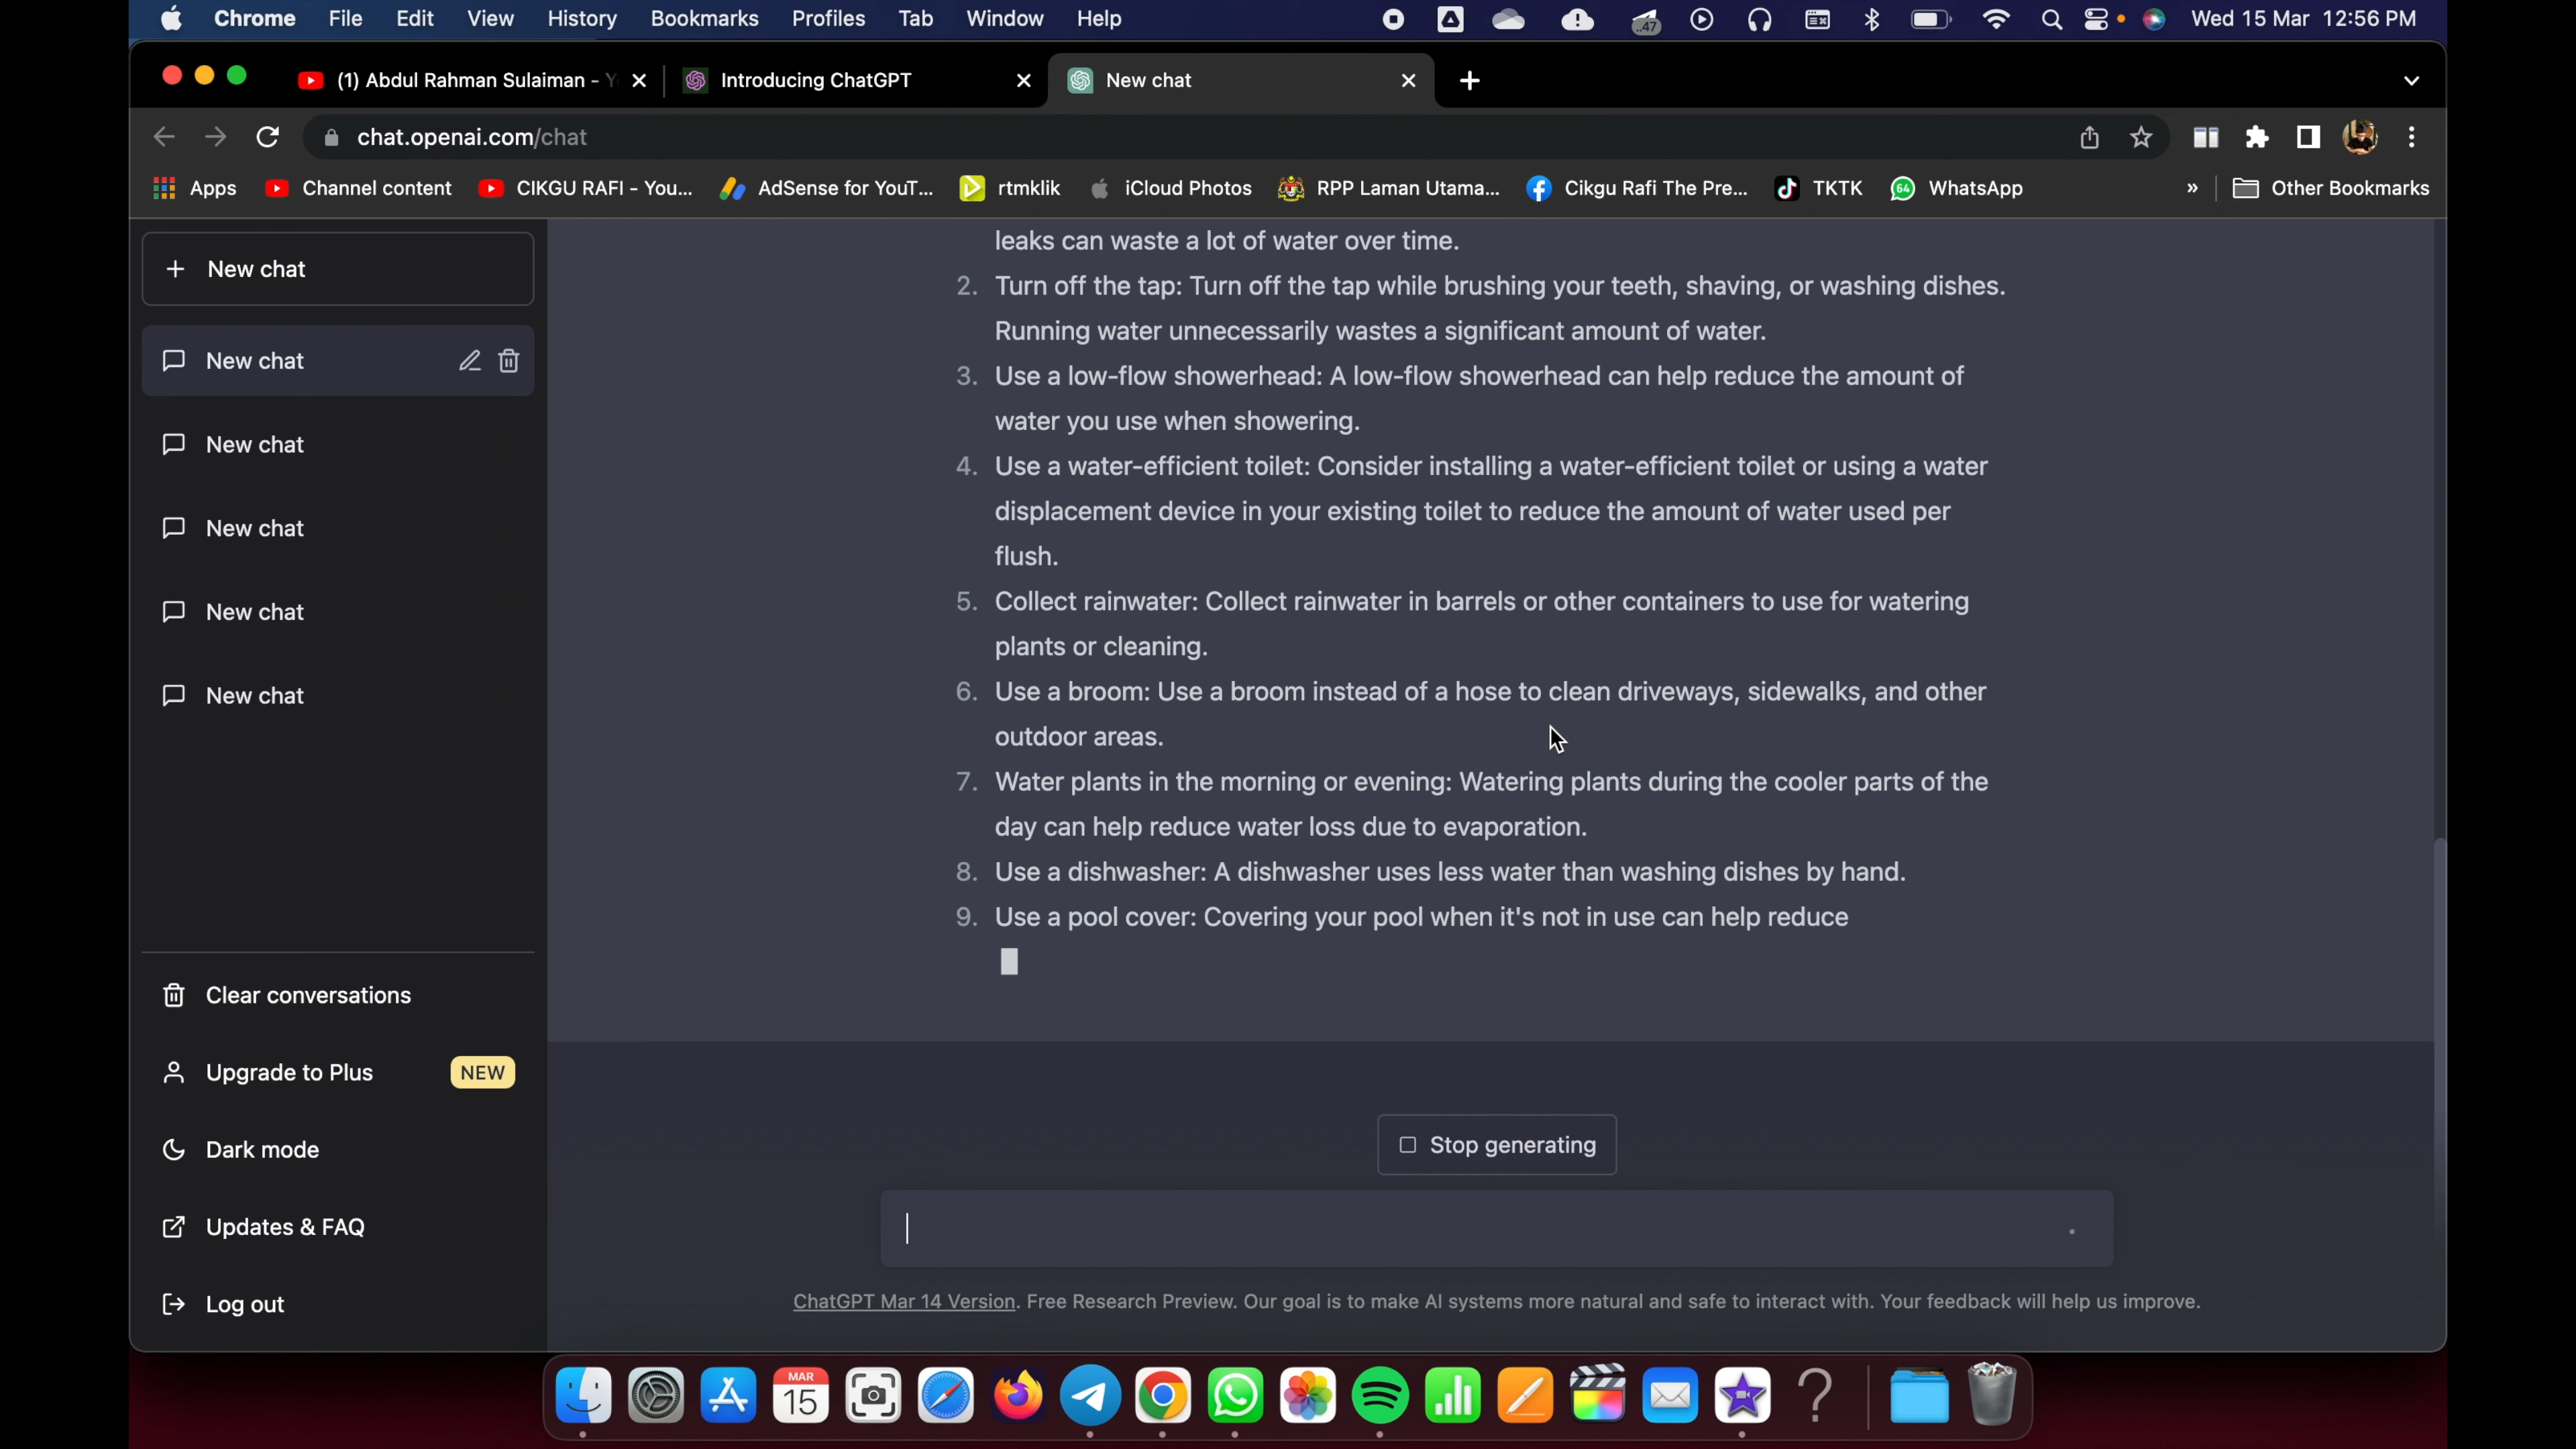 Chrome File Edit View History Bookmarks Profiles Tab Window Help
..47
Wed 15 Mar 12:56 PM
(1) Abdul Rahman Sulaiman - Y
Introducing ChatGPT
New chat
chat.openai.com/chat
Apps
Channel content
CIKGU RAFI - You...
AdSense for YouT...
rtmklik
iCloud Photos
RPP Laman Utama...
Cikgu Rafi The Pre...
TKTK
64
WhatsApp
»
Other Bookmarks
+ New chat
New chat
New chat
New chat
New chat
New chat
Clear conversations
Upgrade to Plus NEW
Dark mode
Updates & FAQ
Log out
leaks can waste a lot of water over time.
2. Turn off the tap: Turn off the tap while brushing your teeth, shaving, or washing dishes.
Running water unnecessarily wastes a significant amount of water.
3. Use a low-flow showerhead: A low-flow showerhead can help reduce the amount of
water you use when showering.
4. Use a water-efficient toilet: Consider installing a water-efficient toilet or using a water
displacement device in your existing toilet to reduce the amount of water used per
flush.
5. Collect rainwater: Collect rainwater in barrels or other containers to use for watering
plants or cleaning.
6. Use a broom: Use a broom instead of a hose to clean driveways, sidewalks, and other
outdoor areas.
7. Water plants in the morning or evening: Watering plants during the cooler parts of the
day can help reduce water loss due to evaporation.
8. Use a dishwasher: A dishwasher uses less water than washing dishes by hand.
9. Use a pool cover: Covering your pool when it's not in use can help reduce
Stop generating
ChatGPT Mar 14 Version. Free Research Preview. Our goal is to make AI systems more natural and safe to interact with. Your feedback will help us improve.
MAR
15
?